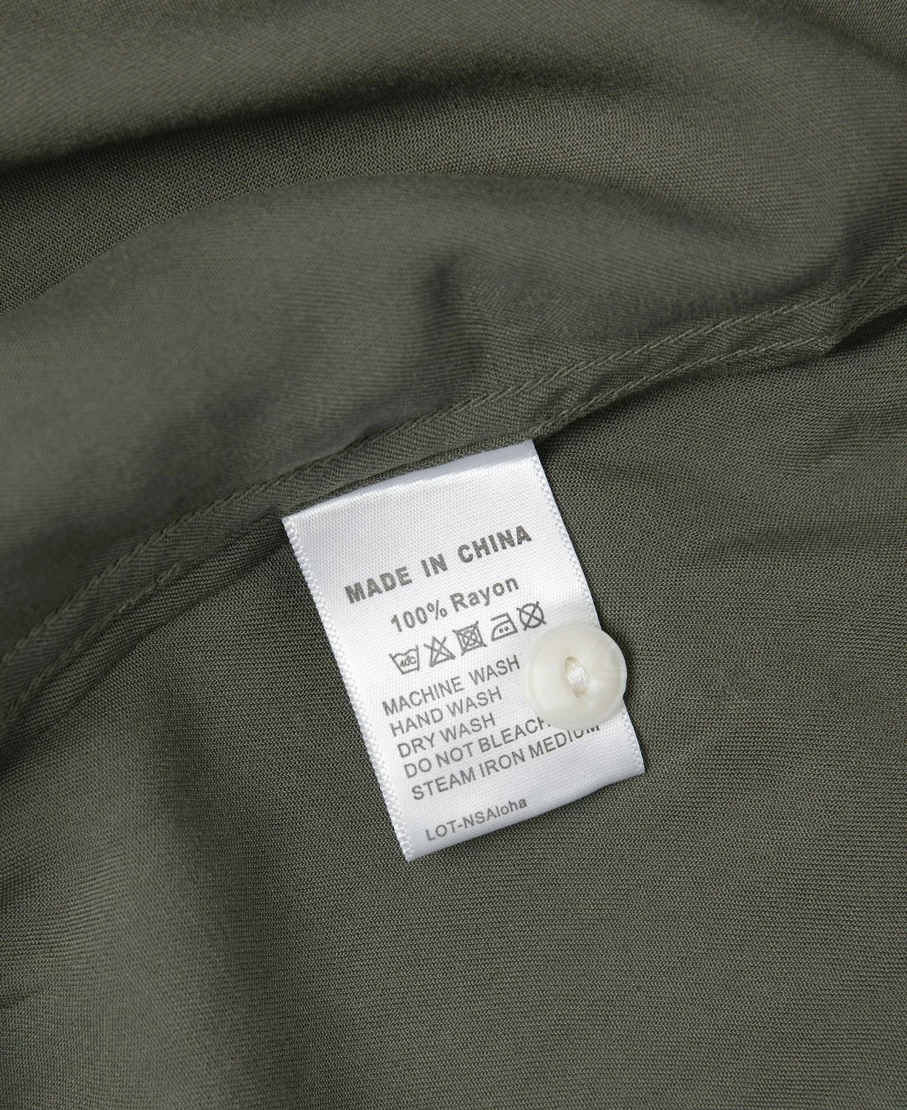 MADE IN CHINA
100% Rayon
MACHINE WASH
HAND WASH
DRY WASH
DO NOT BLEACH
STEAM IRON MEDIUM
LOT-NSAloha